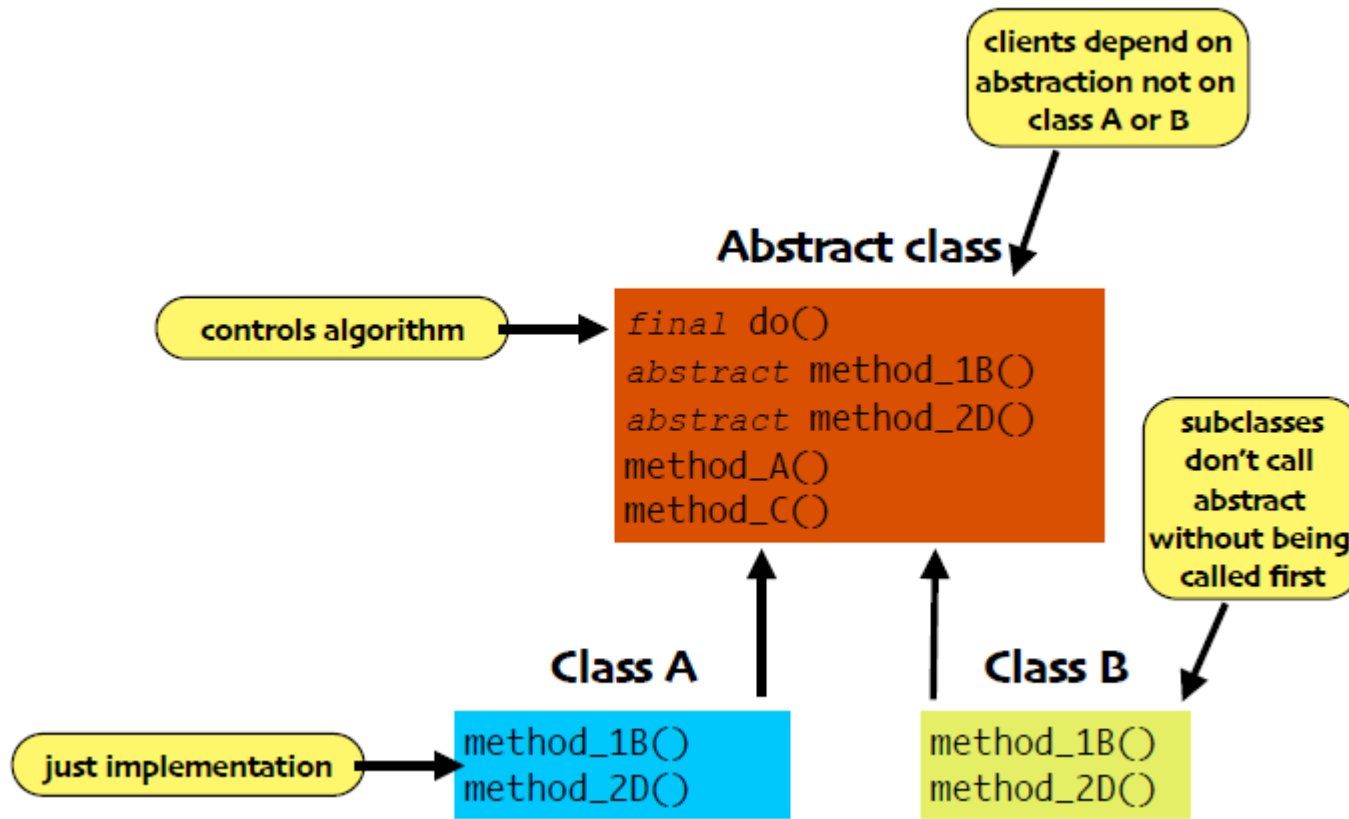 clients depend on
abstraction not on
class A or B
Abstract class
controls algorithm
final do()
abstract method_1B()
abstract method_2D()
method_A()
method_C()
subclasses
don't call
abstract
without being
called first
Class A
Class B
just implementation
method_1B()
method_2D()
method_1B()
method_2D()